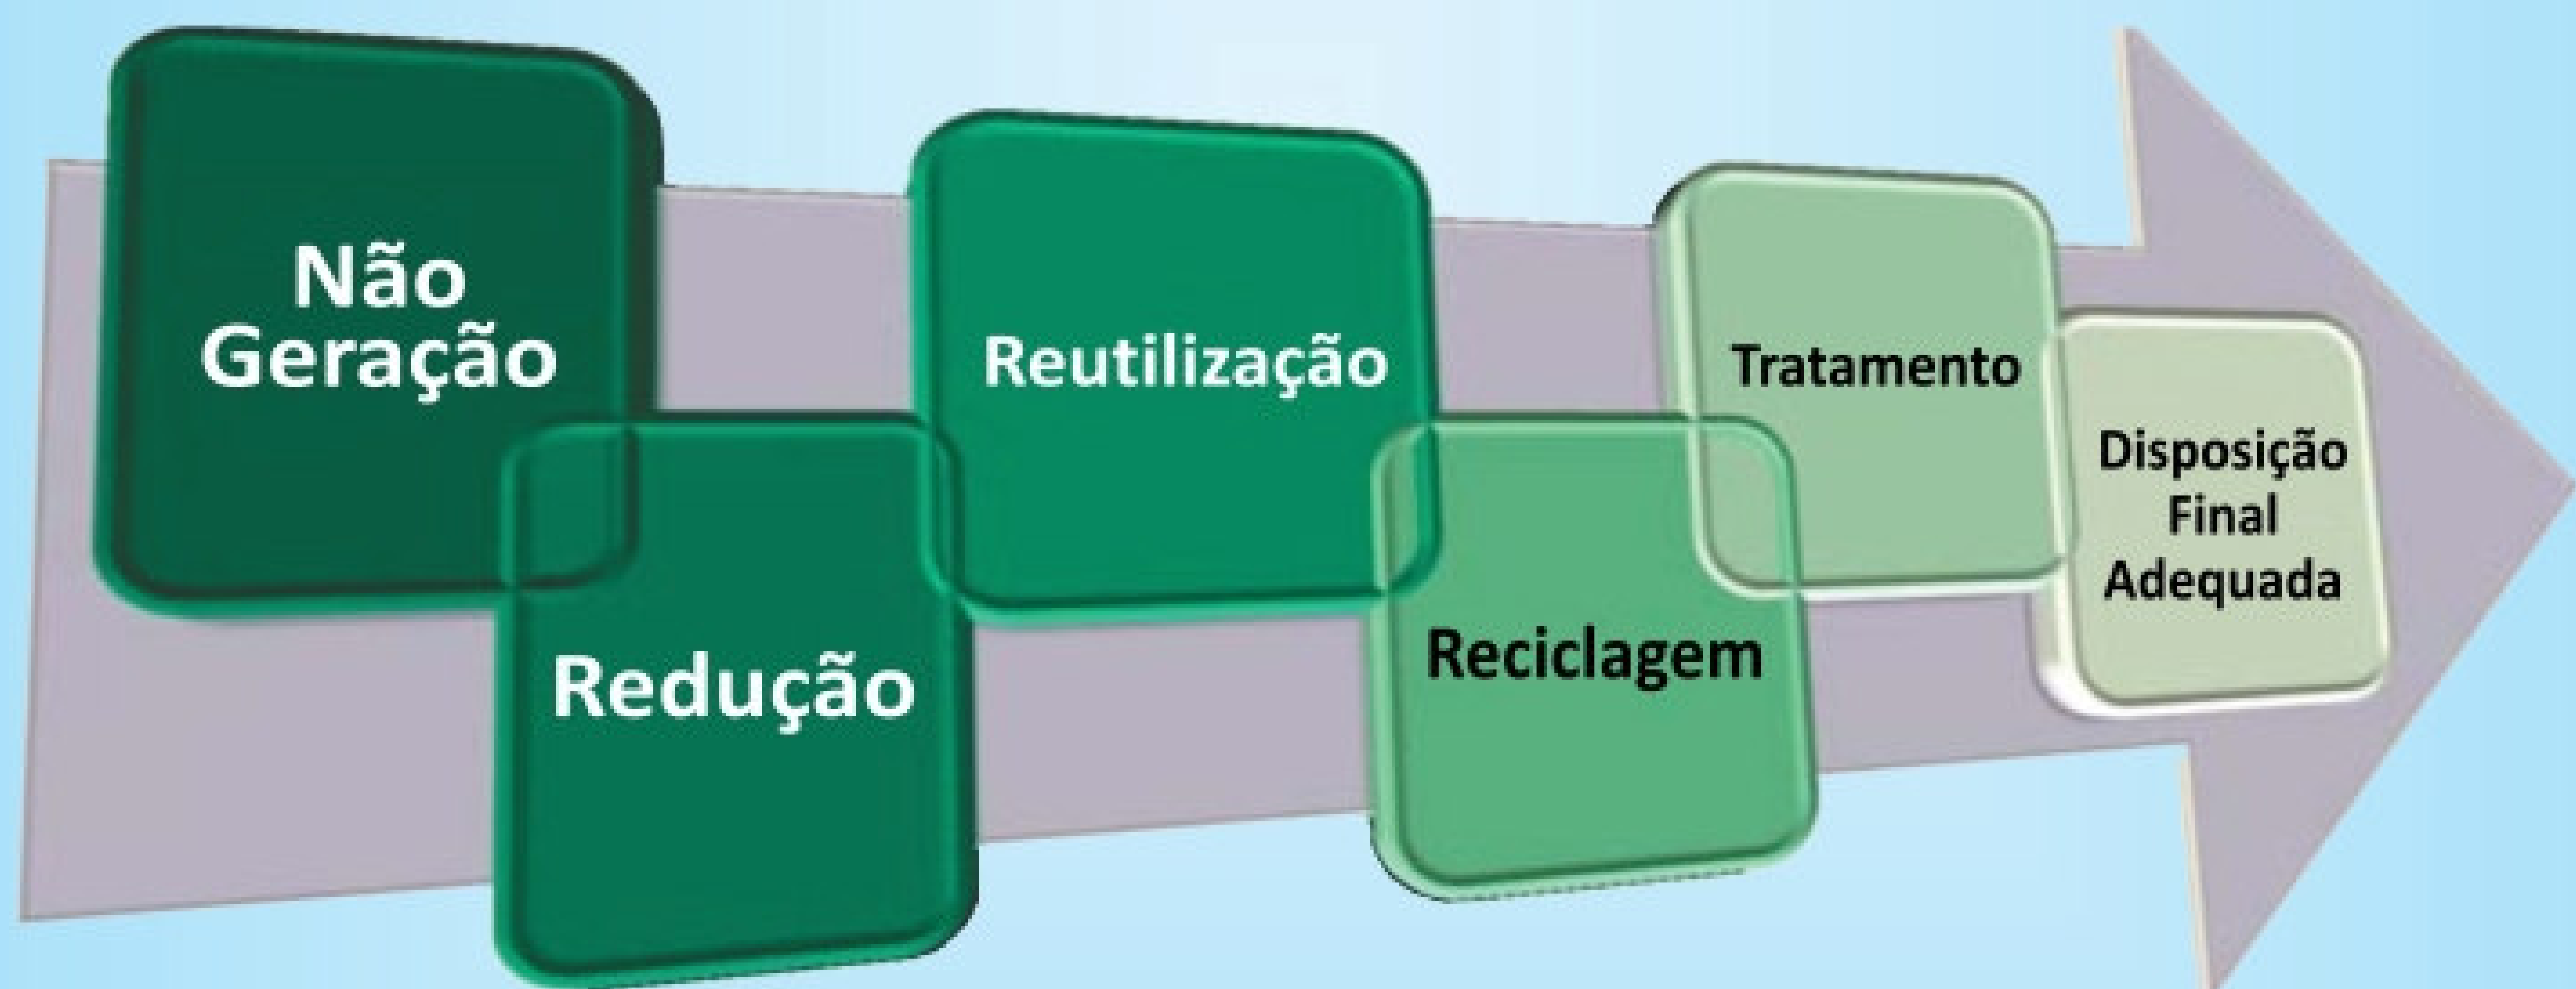 Não
Geração
Redução
Reutilização
Reciclagem
Tratamento
Disposição
Final
Adequada